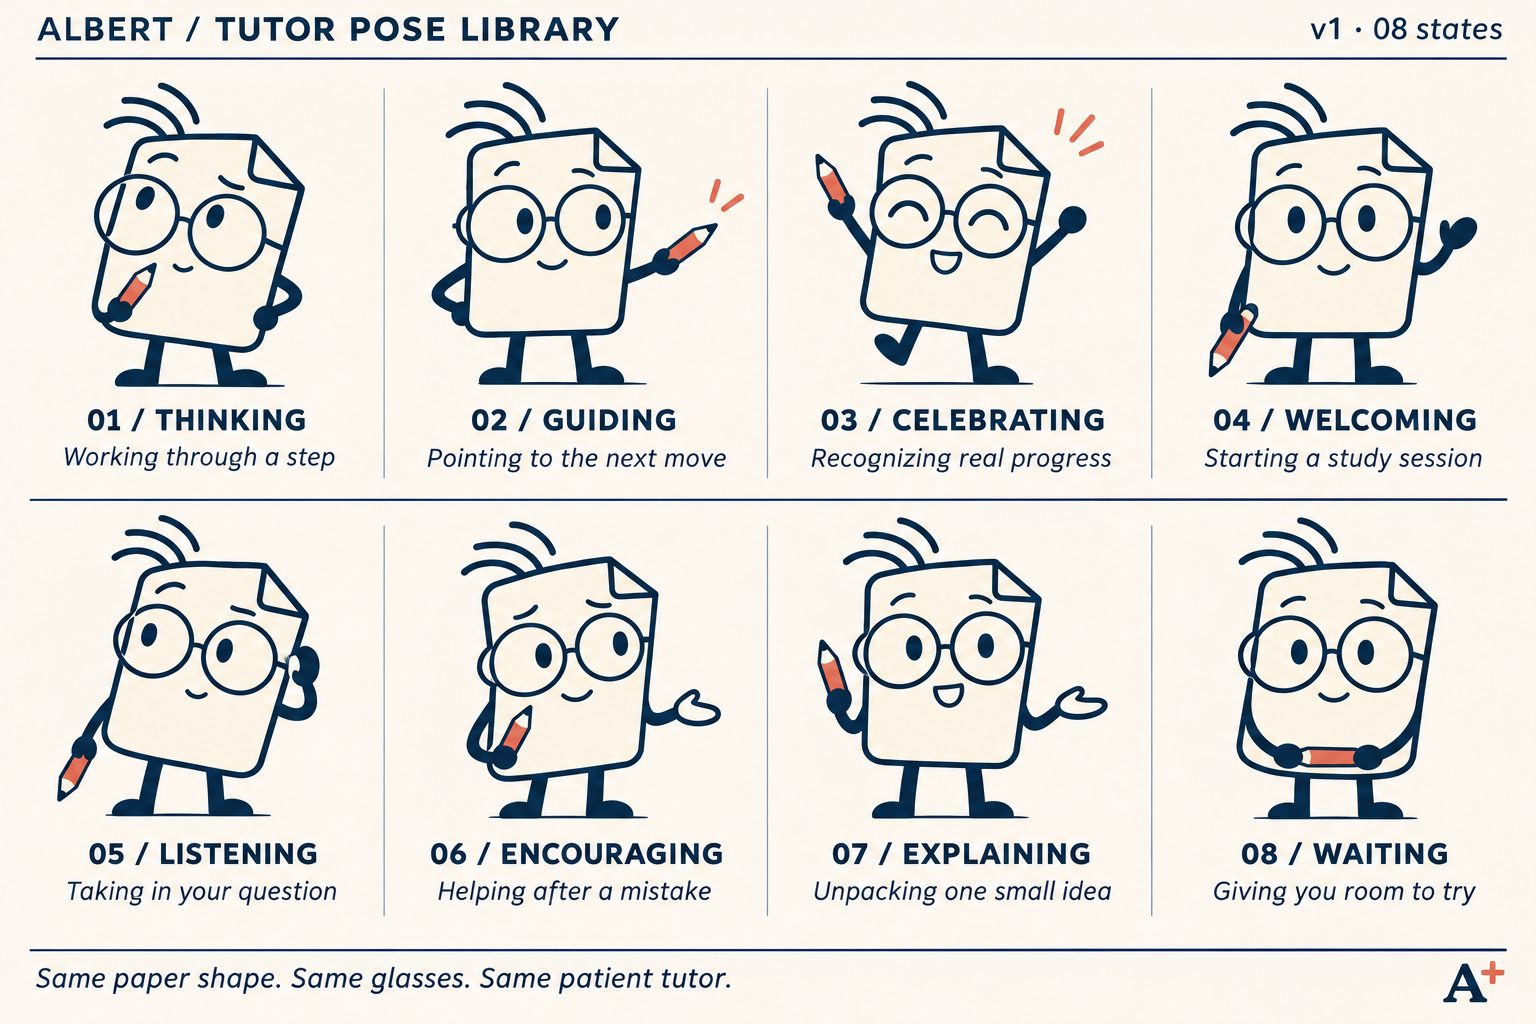 ALBERT / TUTOR POSE LIBRARY
v1 · 08 states
01 / THINKING
Working through a step
02 / GUIDING
Pointing to the next move
03 / CELEBRATING
Recognizing real progress
04 / WELCOMING
Starting a study session
05 / LISTENING
Taking in your question
06 / ENCOURAGING
Helping after a mistake
07 / EXPLAINING
Unpacking one small idea
08 / WAITING
Giving you room to try
Same paper shape. Same glasses. Same patient tutor.
A+